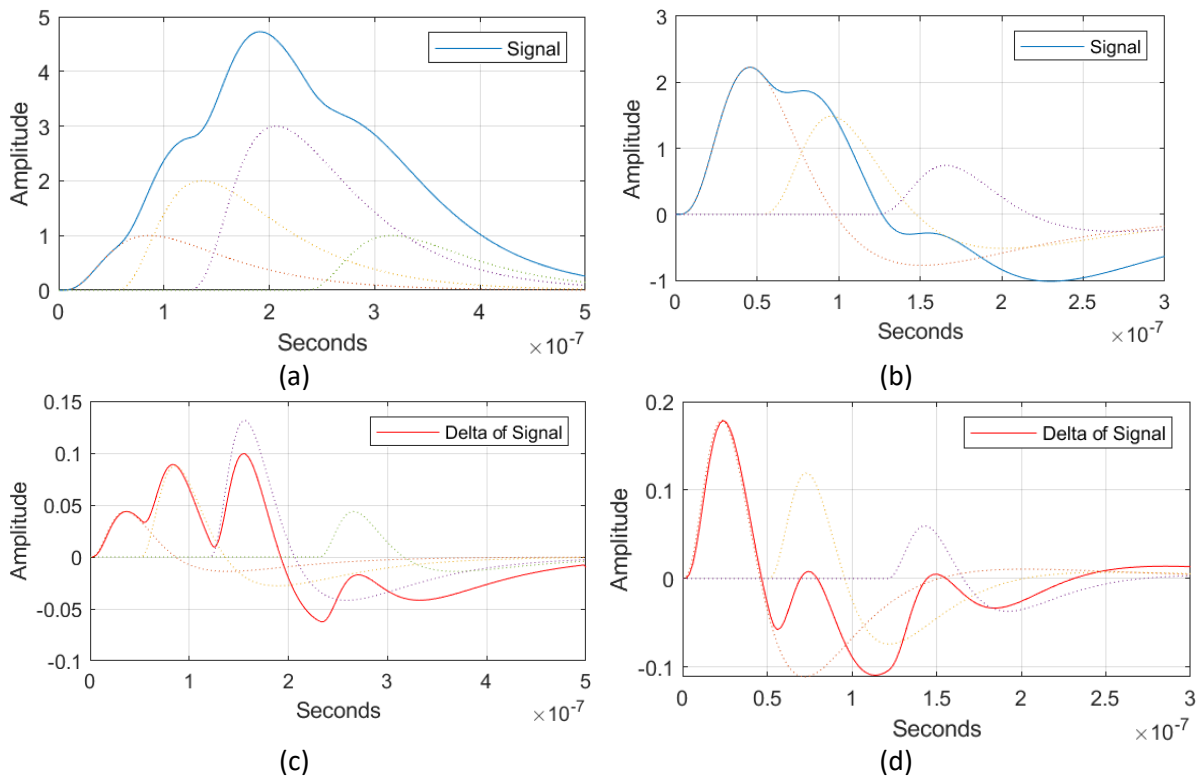 5
4
3
2
1
0
Amplitude
Signal
0 1 2 3 4 5
Seconds
×10-7
(a)
3
2
1
0
-1
Amplitude
Signal
0 0.5 1 1.5 2 2.5 3
Seconds
×10-7
(b)
0.15
0.1
0.05
0
-0.05
-0.1
Amplitude
Delta of Signal
0 1 2 3 4 5
Seconds
×10-7
(c)
0.2
0.1
0
-0.1
Amplitude
Delta of Signal
0 0.5 1 1.5 2 2.5 3
Seconds
×10-7
(d)